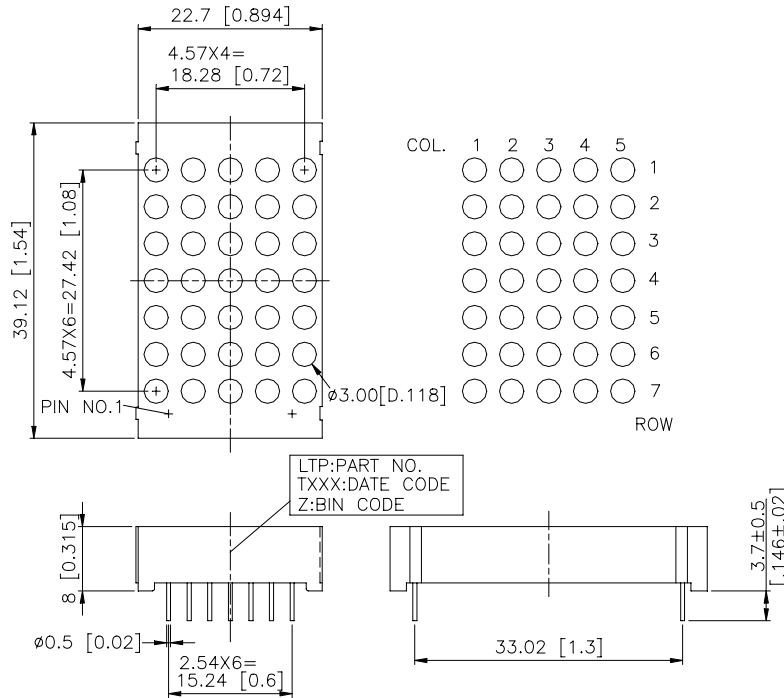 22.7 [0.894]
4.57X4=
18.28 [0.72]
39.12 [1.54]
4.57X6=27.42 [1.08]
COL. 1 2 3 4 5
1
2
3
4
5
6
7
ROW
ø3.00[D.118]
PIN NO.1
LTP:PART NO.
TXXX:DATE CODE
Z:BIN CODE
8 [0.315]
ø0.5 [0.02]
2.54X6=
15.24 [0.6]
33.02 [1.3]
3.7±0.5
[.146±.02]